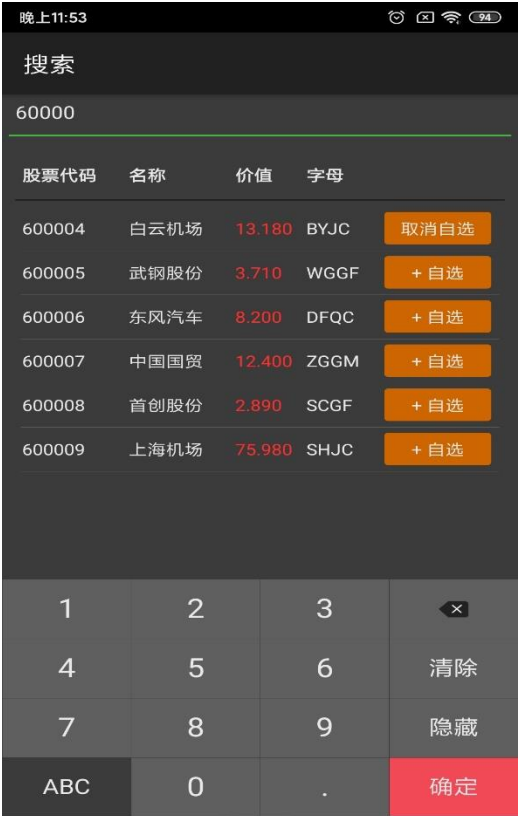 晚上11:53 94
搜索
60000
股票代码 名称 价值 字母
600004 白云机场 13.180 BYJC 取消自选
600005 武钢股份 3.710 WGGF + 自选
600006 东风汽车 8.200 DFQC + 自选
600007 中国国贸 12.400 ZGGM + 自选
600008 首创股份 2.890 SCGF + 自选
600009 上海机场 75.980 SHJC + 自选
1 2 3
4 5 6 清除
7 8 9 隐藏
ABC 0 . 确定